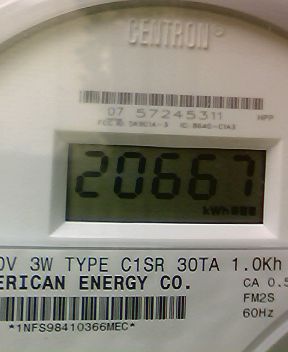 CENTRON®
07 57245311
HPP
20667
kWh
0V 3W TYPE C1SR 30TA 1.0Kh
ERICAN ENERGY CO.
CA 0.5
FM2S
60Hz
*1NFS98410366MEC*